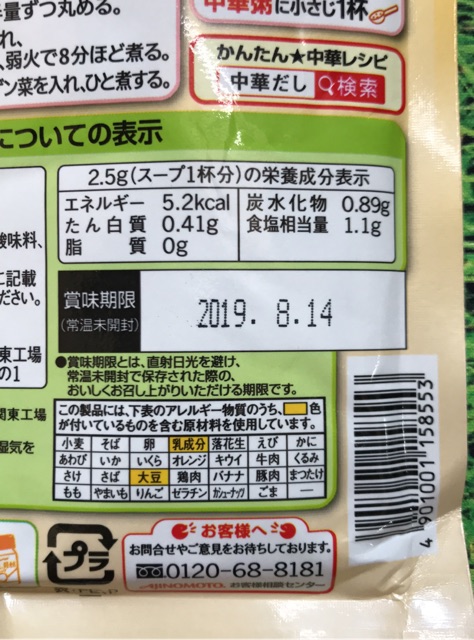 量ずつ丸める。
れ、
、弱火で8分ほど煮る。
ゲン菜を入れ、ひと煮する。
中華粥に小さじ1杯
かんたん★中華レシピ
中華だし 検索
についての表示
2.5g(スープ1杯分)の栄養成分表示
エネルギー 5.2kcal 炭水化物 0.89g
たん白質 0.41g 食塩相当量 1.1g
脂質 0g
酸味料、
に記載
ださい。
東工場
の1
賞味期限
(常温未開封)
2019. 8.14
●賞味期限とは、直射日光を避け、
常温未開封で保存された際の、
おいしくお召し上がりいただける期限です。
関東工場
湿気を
この製品には、下表のアレルギー物質のうち、色
が付いているものを含む原材料を使用しています。
小麦 そば 卵 乳成分 落花生 えび かに
あわび いか いくら オレンジ キウイ 牛肉 くるみ
さけ さば 大豆 鶏肉 バナナ 豚肉 まつたけ
もも やまいも りんご ゼラチン カシューナッツ ごま —
4 901001 158553
プラ
お客様へ
お問合せやご意見をお待ちしております。
0120-68-8181
AJINOMOTO お客様相談センター